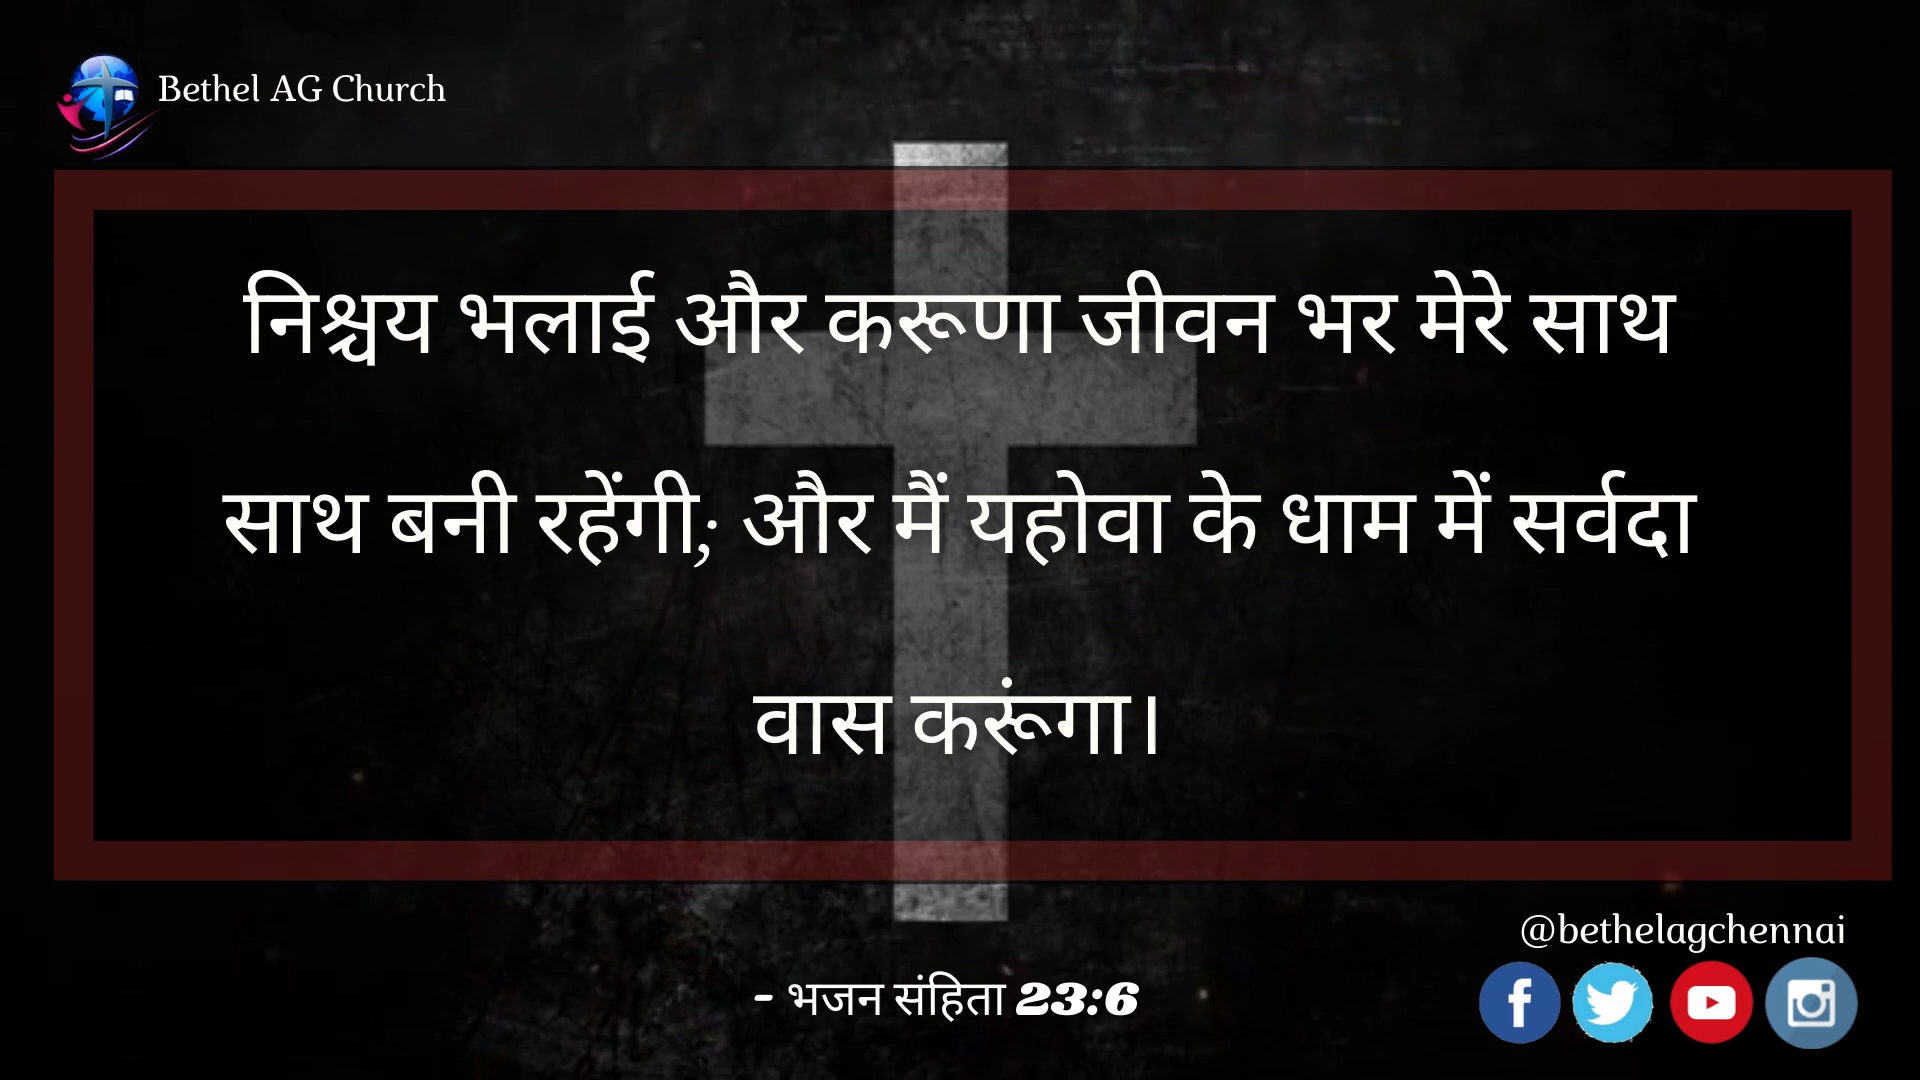 Bethel AG Church
निश्चय भलाई और करूणा जीवन भर मेरे साथ
साथ बनी रहेंगी; और मैं यहोवा के धाम में सर्वदा
वास करूंगा।
@bethelagchennai
- भजन संहिता 23:6